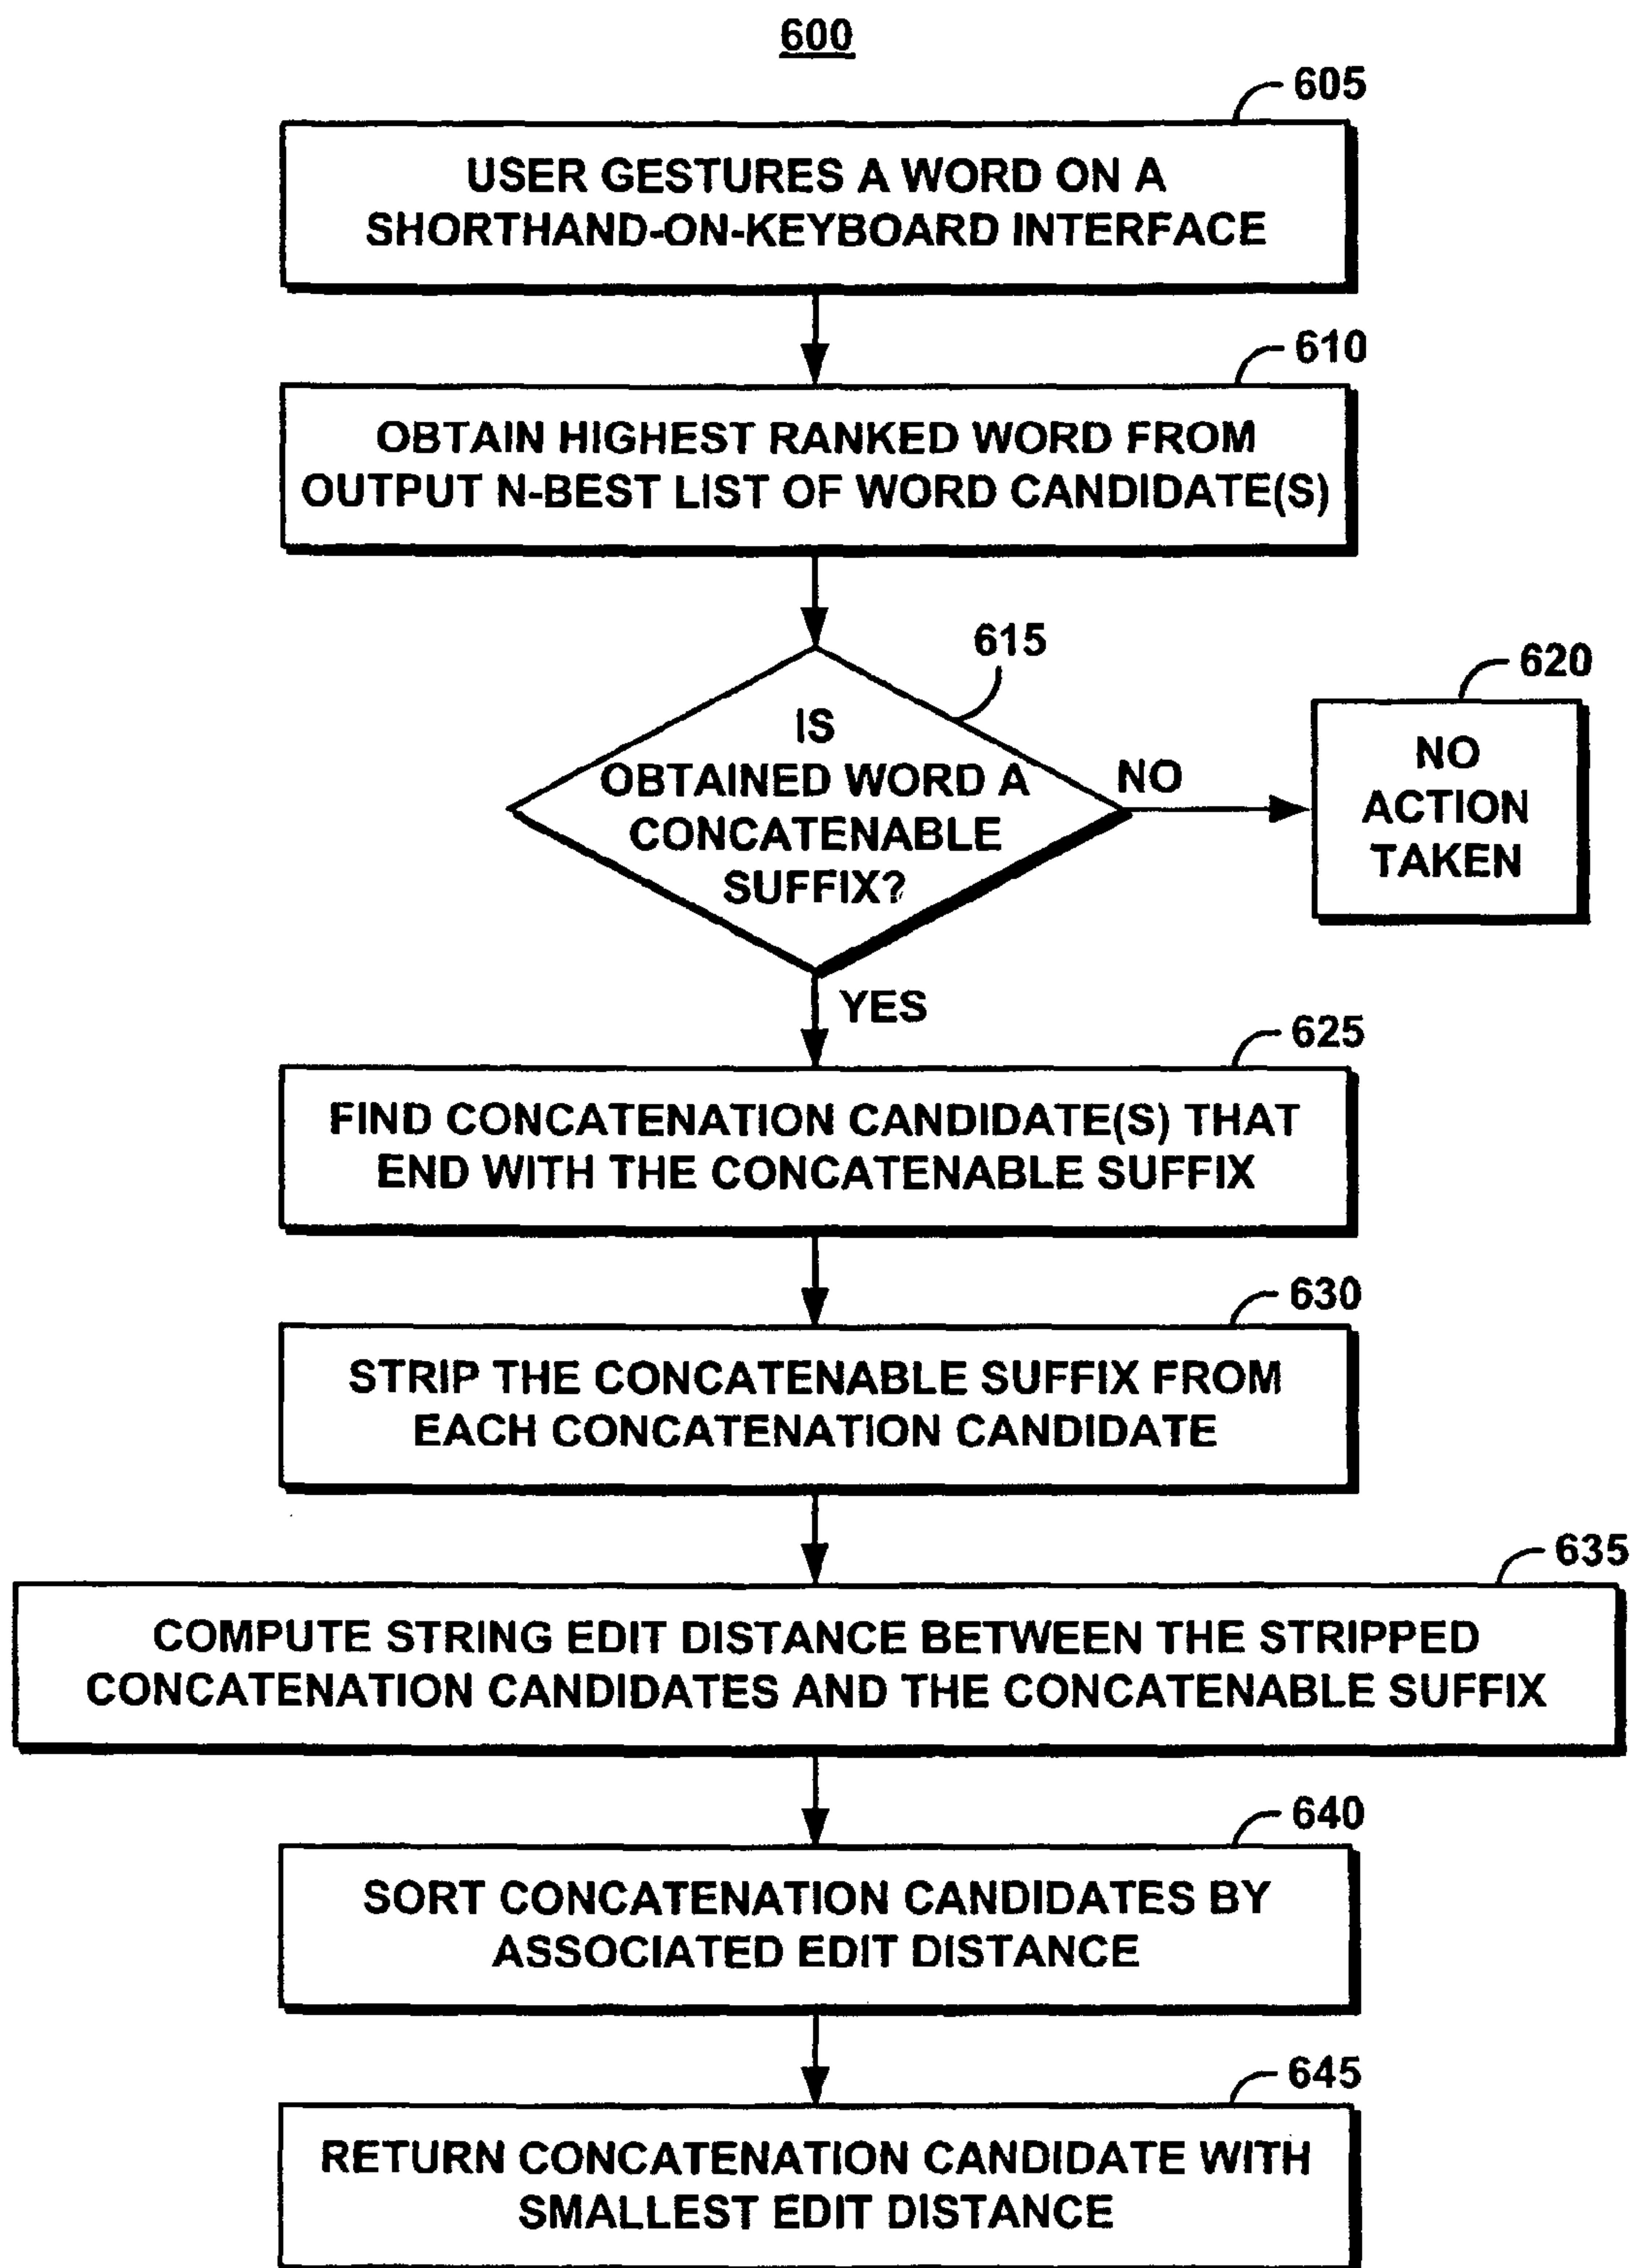 600
605
USER GESTURES A WORD ON A
SHORTHAND-ON-KEYBOARD INTERFACE
610
OBTAIN HIGHEST RANKED WORD FROM
OUTPUT N-BEST LIST OF WORD CANDIDATE(S)
615
IS
OBTAINED WORD A
CONCATENABLE
SUFFIX?
NO
620
NO
ACTION
TAKEN
YES
625
FIND CONCATENATION CANDIDATE(S) THAT
END WITH THE CONCATENABLE SUFFIX
630
STRIP THE CONCATENABLE SUFFIX FROM
EACH CONCATENATION CANDIDATE
635
COMPUTE STRING EDIT DISTANCE BETWEEN THE STRIPPED
CONCATENATION CANDIDATES AND THE CONCATENABLE SUFFIX
640
SORT CONCATENATION CANDIDATES BY
ASSOCIATED EDIT DISTANCE
645
RETURN CONCATENATION CANDIDATE WITH
SMALLEST EDIT DISTANCE